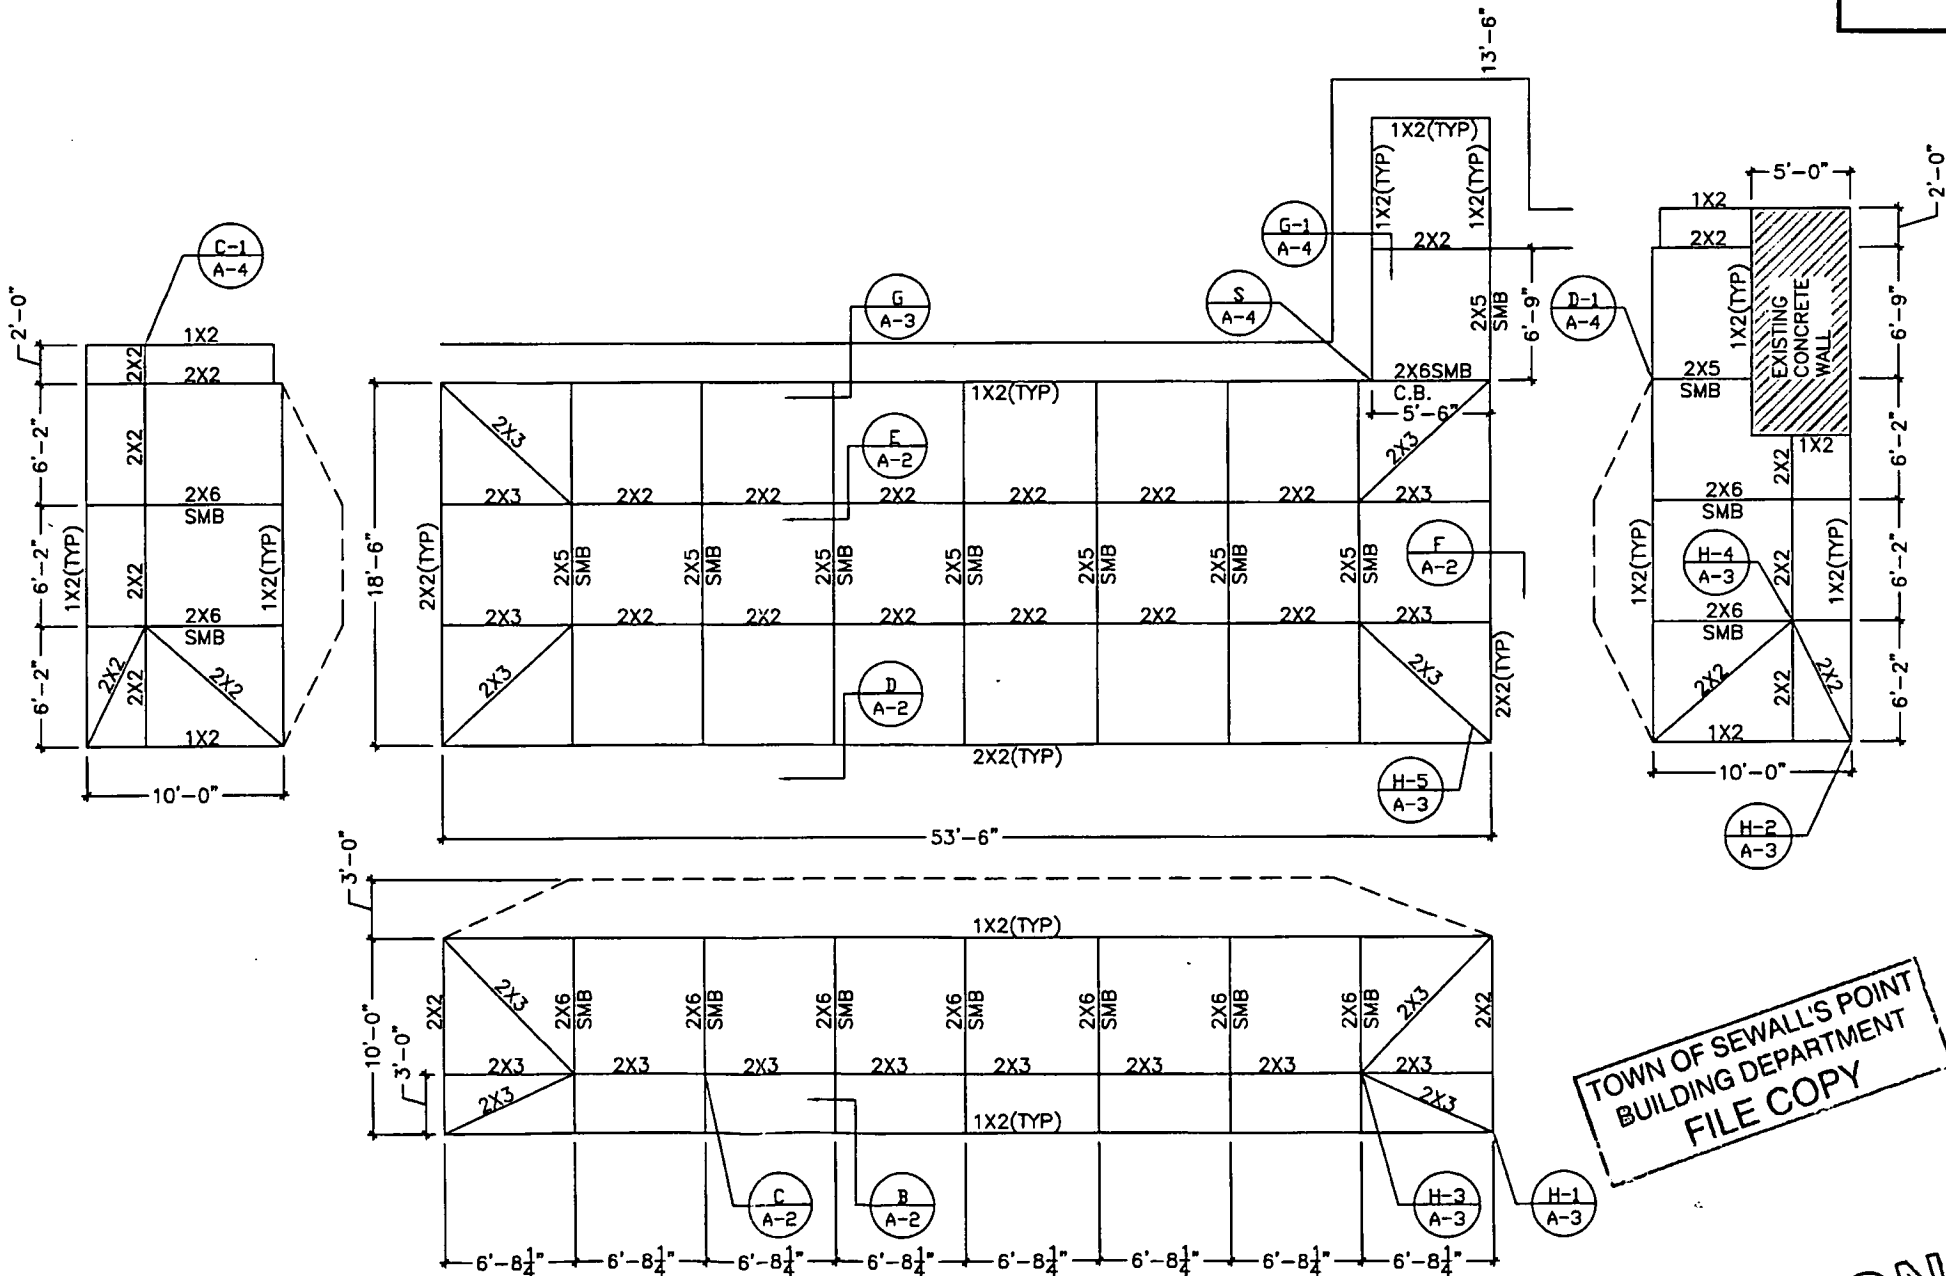 13'-6"
1X2(TYP)
1X2(TYP)
1X2(TYP)
5'-0"
2'-0"
C-1
A-4
G-1
A-4
2X2
1X2
2X2
1X2(TYP)
EXISTING
CONCRETE
WALL
6'-9"
2'-0"
1X2
2X2
2X2
G
A-3
S
A-4
2X5
SMB
6'-9"
D-1
A-4
2X5
SMB
2X6SMB
C.B.
5'-6"
1X2(TYP)
6'-2"
2X2
2X3
E
A-2
2X3
1X2
2X2
6'-2"
2X6
SMB
2X3
2X2
2X2
2X2
2X2
2X2
2X2
2X3
2X6
SMB
6'-2"
1X2(TYP)
2X2
1X2(TYP)
18'-6"
2X2(TYP)
2X5
SMB
2X5
SMB
2X5
SMB
2X5
SMB
2X5
SMB
2X5
SMB
2X5
SMB
F
A-2
1X2(TYP)
H-4
A-3
2X2
1X2(TYP)
6'-2"
2X6
SMB
2X3
2X2
2X2
2X2
2X2
2X2
2X2
2X3
2X6
SMB
6'-2"
2X2
2X2
2X2
2X3
D
A-2
2X3
2X2(TYP)
2X2
2X2
2X2
6'-2"
1X2
2X2(TYP)
1X2
10'-0"
H-5
A-3
10'-0"
53'-6"
H-2
A-3
3'-0"
1X2(TYP)
10'-0"
3'-0"
2X2
2X3
2X6
SMB
2X6
SMB
2X6
SMB
2X6
SMB
2X6
SMB
2X6
SMB
2X6
SMB
2X3
2X2
2X3
2X3
2X3
2X3
2X3
2X3
2X3
2X3
2X3
2X3
1X2(TYP)
TOWN OF SEWALL'S POINT
BUILDING DEPARTMENT
FILE COPY
C
A-2
B
A-2
H-3
A-3
H-1
A-3
6'-8¼" 6'-8¼" 6'-8¼" 6'-8¼" 6'-8¼" 6'-8¼" 6'-8¼" 6'-8¼"